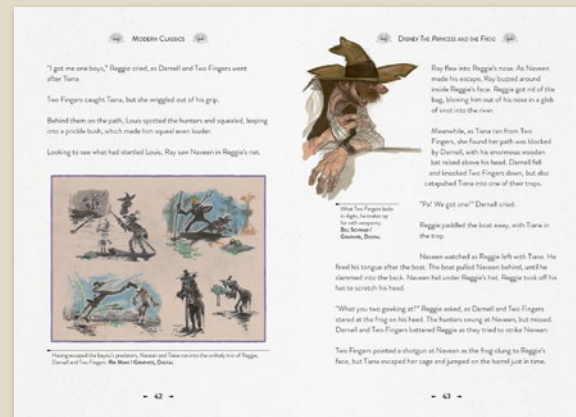 MODERN CLASSICS
"I got me one boys," Reggie cried, as Darnell and Two Fingers went
after Tiana.
Two Fingers caught Tiana, but she wriggled out of his grip.
Behind them on the path, Louis spotted the hunters and squealed, leaping
into a prickle bush, which made him squeal even louder.
Looking to see what had startled Louis, Ray saw Naveen in Reggie's net.
Having escaped the bayou's predators, Naveen and Tiana run into the unlikely trio of Reggie,
Darnell and Two Fingers.
42
DISNEY THE PRINCESS AND THE FROG
Ray flew into Reggie's nose. As Naveen
made his escape, Ray buzzed around
inside Reggie's face. Reggie got rid of the
bug, blowing him out of his nose in a glob
of snot into the river.
Meanwhile, as Tiana ran from Two
Fingers, she found her path was blocked
by Darnell, with his enormous wooden
bat raised above his head. Darnell fell
and knocked Two Fingers down, but also
catapulted Tiana into one of their traps.
What Two Fingers lacks
in digits, he makes up
for with weaponry.
BILL SCHWAB /
GRAPHITE, DIGITAL
"Pa! We got one!" Darnell cried.
Reggie paddled the boat away, with Tiana in
the trap.
Naveen watched as Reggie left with Tiana. He
fired his tongue after the boat. The boat pulled Naveen behind, until he
slammed into the back. Naveen hid under Reggie's hat. Reggie took off his
hat to scratch his head.
"What you two gawking at?" Reggie asked, as Darnell and Two Fingers
stared at the frog on his head. The hunters swung at Naveen, but missed.
Darnell and Two Fingers battered Reggie as they tried to strike Naveen.
Two Fingers pointed a shotgun at Naveen as the frog clung to Reggie's
face, but Tiana escaped her cage and jumped on the barrel just in time.
43